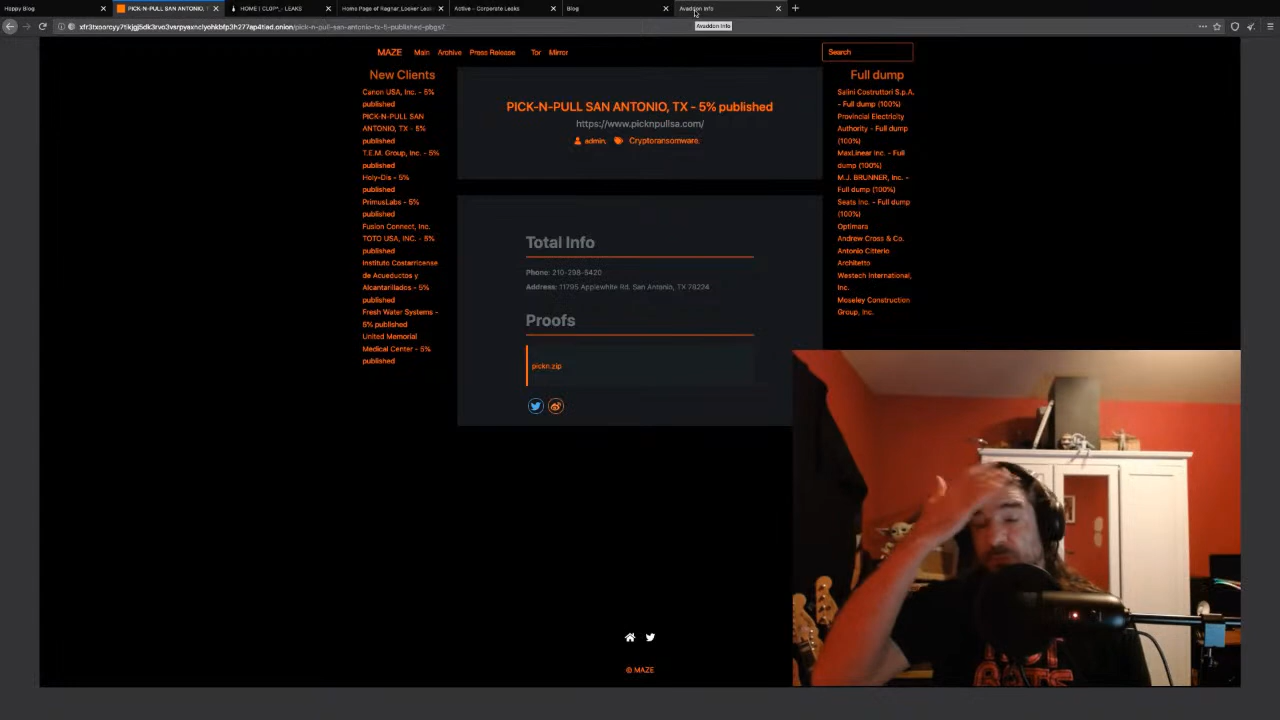 Happy Blog
PICK-N-PULL SAN ANTONIO, T
HOME | CL0P^_- LEAKS
Home Page of Ragnar_Locker Leaks
Active – Corporate Leaks
Blog
Avaddon Info
Avaddon Info
MAZE
Main
Archive
Press Release
Tor
Mirror
Search
New Clients
Canon USA, Inc. - 5%
published
PICK-N-PULL SAN
ANTONIO, TX - 5%
published
T.E.M. Group, Inc. - 5%
published
Holy-Dis - 5%
published
PrimusLabs - 5%
published
Fusion Connect, Inc.
TOTO USA, INC. - 5%
published
Instituto Costarricense
de Acueductos y
Alcantarillados - 5%
published
Fresh Water Systems -
5% published
United Memorial
Medical Center - 5%
published
PICK-N-PULL SAN ANTONIO, TX - 5% published
https://www.picknpullsa.com/
admin.
Cryptoransomware.
Total Info
Phone: 210-298-5420
Address: 11795 Applewhite Rd. San Antonio, TX 78224
Proofs
pickn.zip
Full dump
Salini Costruttori S.p.A.
- Full dump (100%)
Provincial Electricity
Authority - Full dump
(100%)
MaxLinear Inc. - Full
dump (100%)
M.J. BRUNNER, Inc. -
Full dump (100%)
Seats Inc. - Full dump
(100%)
Optimara
Andrew Cross & Co.
Antonio Citterio
Architetto
Westech International,
Inc.
Moseley Construction
Group, Inc.
© MAZE